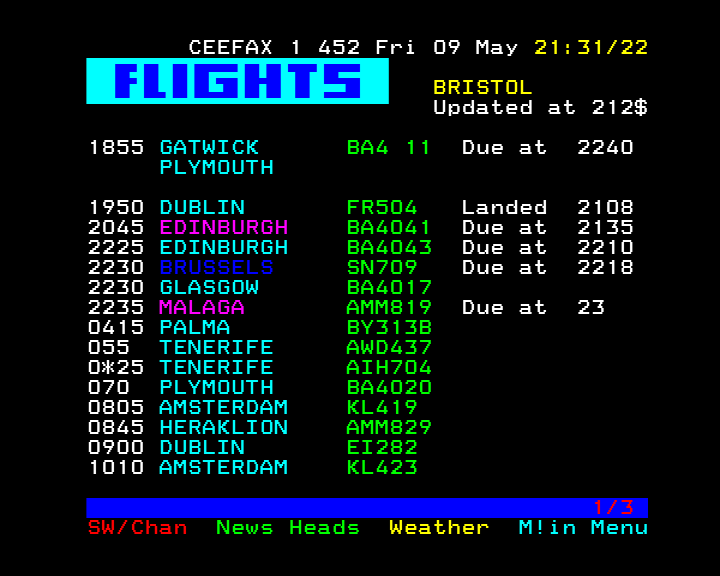 CEEFAX 1 452 Fri 09 May 21:31/22
FLIGHTS
BRISTOL
Updated at 212$
1855 GATWICK BA4 11 Due at 2240
PLYMOUTH
1950 DUBLIN FR504 Landed 2108
2045 EDINBURGH BA4041 Due at 2135
2225 EDINBURGH BA4043 Due at 2210
2230 BRUSSELS SN709 Due at 2218
2230 GLASGOW BA4017
2235 MALAGA AMM819 Due at 23
0415 PALMA BY313B
055 TENERIFE AWD437
0*25 TENERIFE AIH704
070 PLYMOUTH BA4020
0805 AMSTERDAM KL419
0845 HERAKLION AMM829
0900 DUBLIN EI282
1010 AMSTERDAM KL423
1/3
SW/Chan News Heads Weather M!in Menu